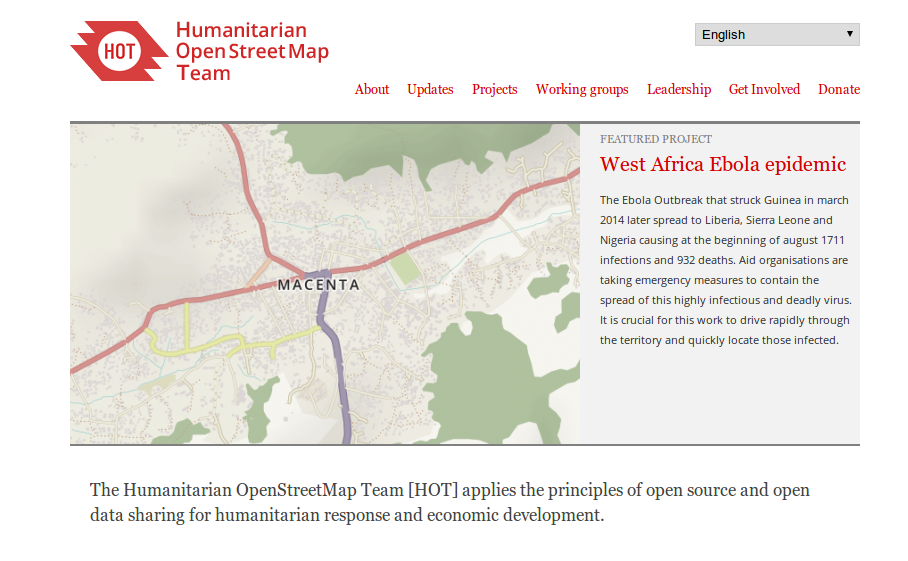 HOT
Humanitarian
OpenStreetMap
Team
English
About Updates Projects Working groups Leadership Get Involved Donate
MACENTA
FEATURED PROJECT
West Africa Ebola epidemic
The Ebola Outbreak that struck Guinea in march
2014 later spread to Liberia, Sierra Leone and
Nigeria causing at the beginning of august 1711
infections and 932 deaths. Aid organisations are
taking emergency measures to contain the
spread of this highly infectious and deadly virus.
It is crucial for this work to drive rapidly through
the territory and quickly locate those infected.
The Humanitarian OpenStreetMap Team [HOT] applies the principles of open source and open
data sharing for humanitarian response and economic development.